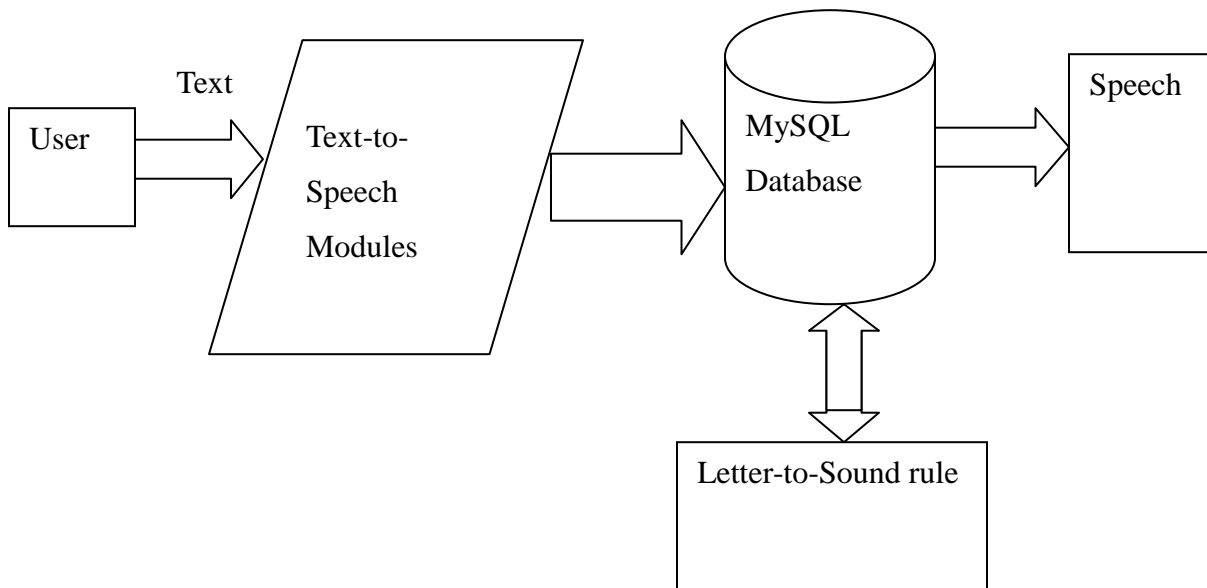 Text
User
Text-to-
Speech
Modules
MySQL
Database
Speech
Letter-to-Sound rule